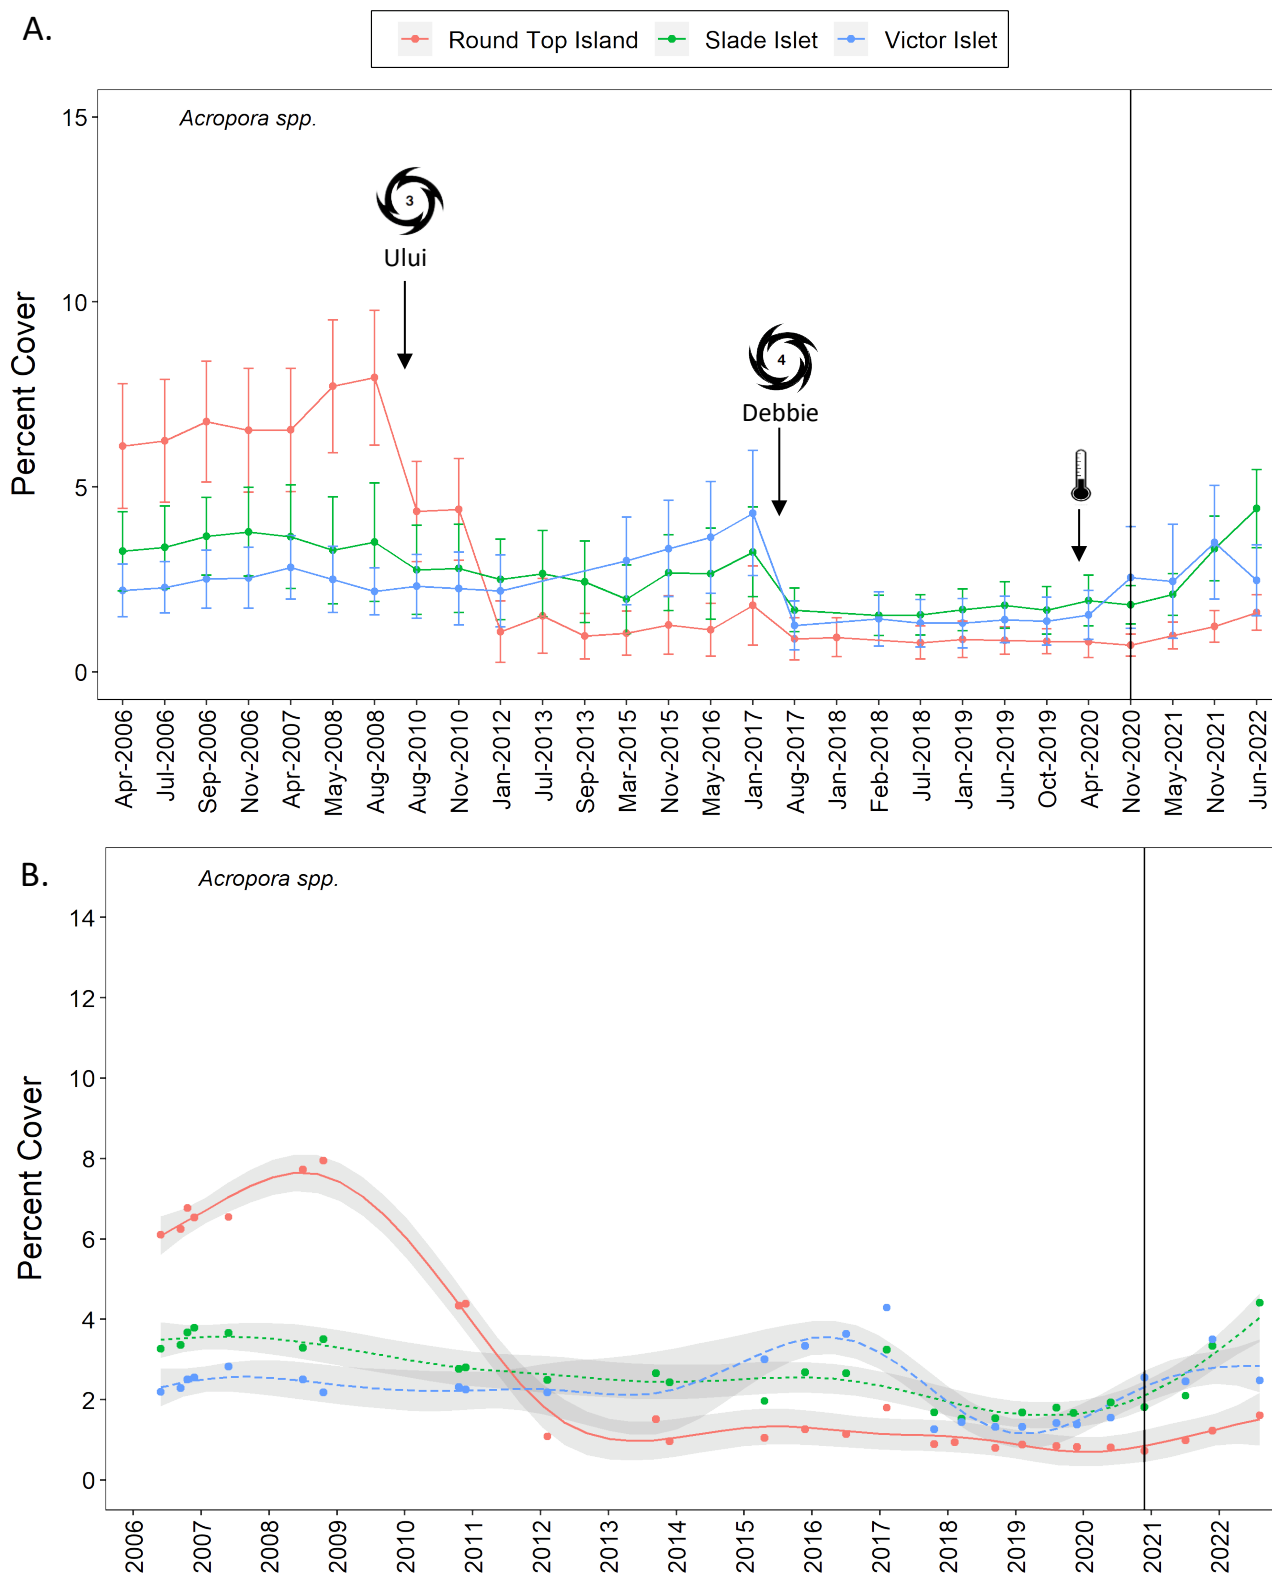 A.
Round Top Island Slade Islet Victor Islet
Acropora spp.
15
10
5
0
Percent Cover
3
Ului
4
Debbie
Apr-2006
Jul-2006
Sep-2006
Nov-2006
Apr-2007
May-2008
Aug-2008
Aug-2010
Nov-2010
Jan-2012
Jul-2013
Sep-2013
Mar-2015
Nov-2015
May-2016
Jan-2017
Aug-2017
Jan-2018
Feb-2018
Jul-2018
Jan-2019
Jun-2019
Oct-2019
Apr-2020
Nov-2020
May-2021
Nov-2021
Jun-2022
B.
Acropora spp.
14
12
10
8
6
4
2
0
Percent Cover
2006
2007
2008
2009
2010
2011
2012
2013
2014
2015
2016
2017
2018
2019
2020
2021
2022